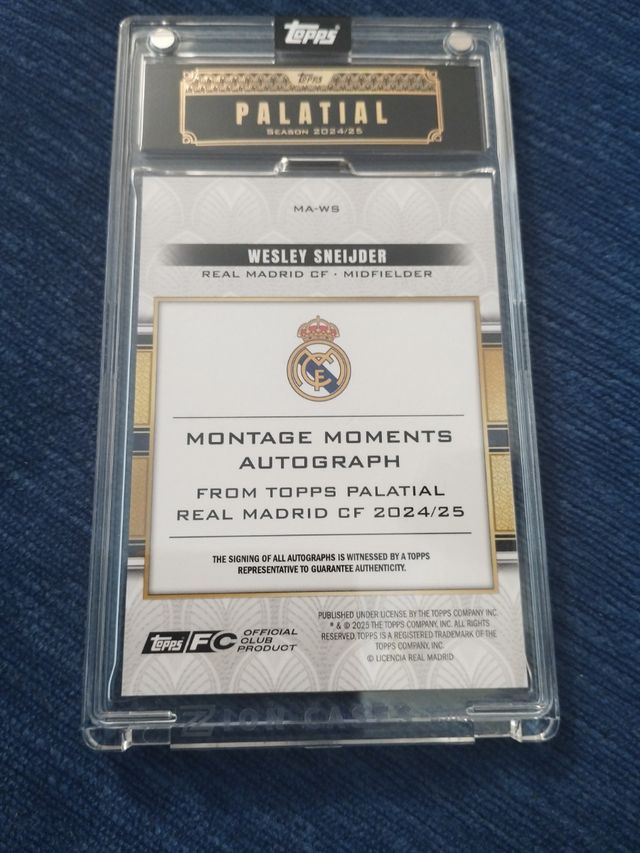 Topps
Topps
PALATIAL
SEASON 2024/25
MA-WS
WESLEY SNEIJDER
REAL MADRID CF · MIDFIELDER
MONTAGE MOMENTS
AUTOGRAPH
FROM TOPPS PALATIAL
REAL MADRID CF 2024/25
THE SIGNING OF ALL AUTOGRAPHS IS WITNESSED BY A TOPPS
REPRESENTATIVE TO GUARANTEE AUTHENTICITY.
Topps FC OFFICIAL
CLUB
PRODUCT
PUBLISHED UNDER LICENSE BY THE TOPPS COMPANY INC.
® & © 2025 THE TOPPS COMPANY, INC. ALL RIGHTS
RESERVED. TOPPS IS A REGISTERED TRADEMARK OF THE
TOPPS COMPANY, INC.
© LICENCIA REAL MADRID
ZION CASES